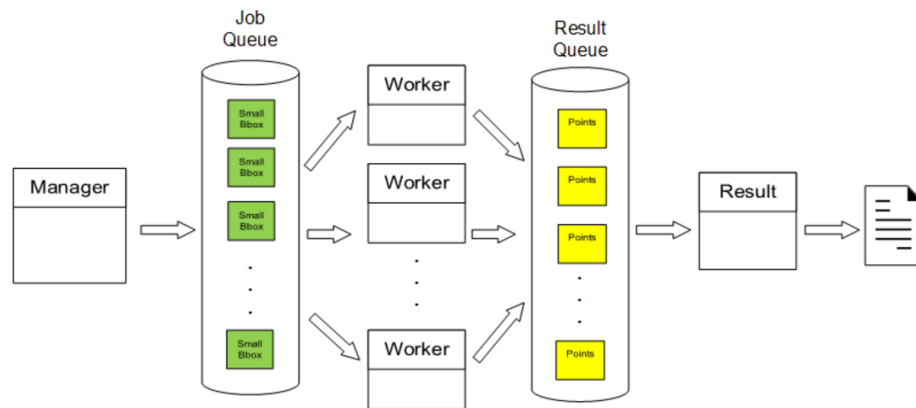 Job
Queue
Result
Queue
Manager
Small
Bbox
Small
Bbox
Small
Bbox
Small
Bbox
Worker
Worker
Worker
Points
Points
Points
Points
Result